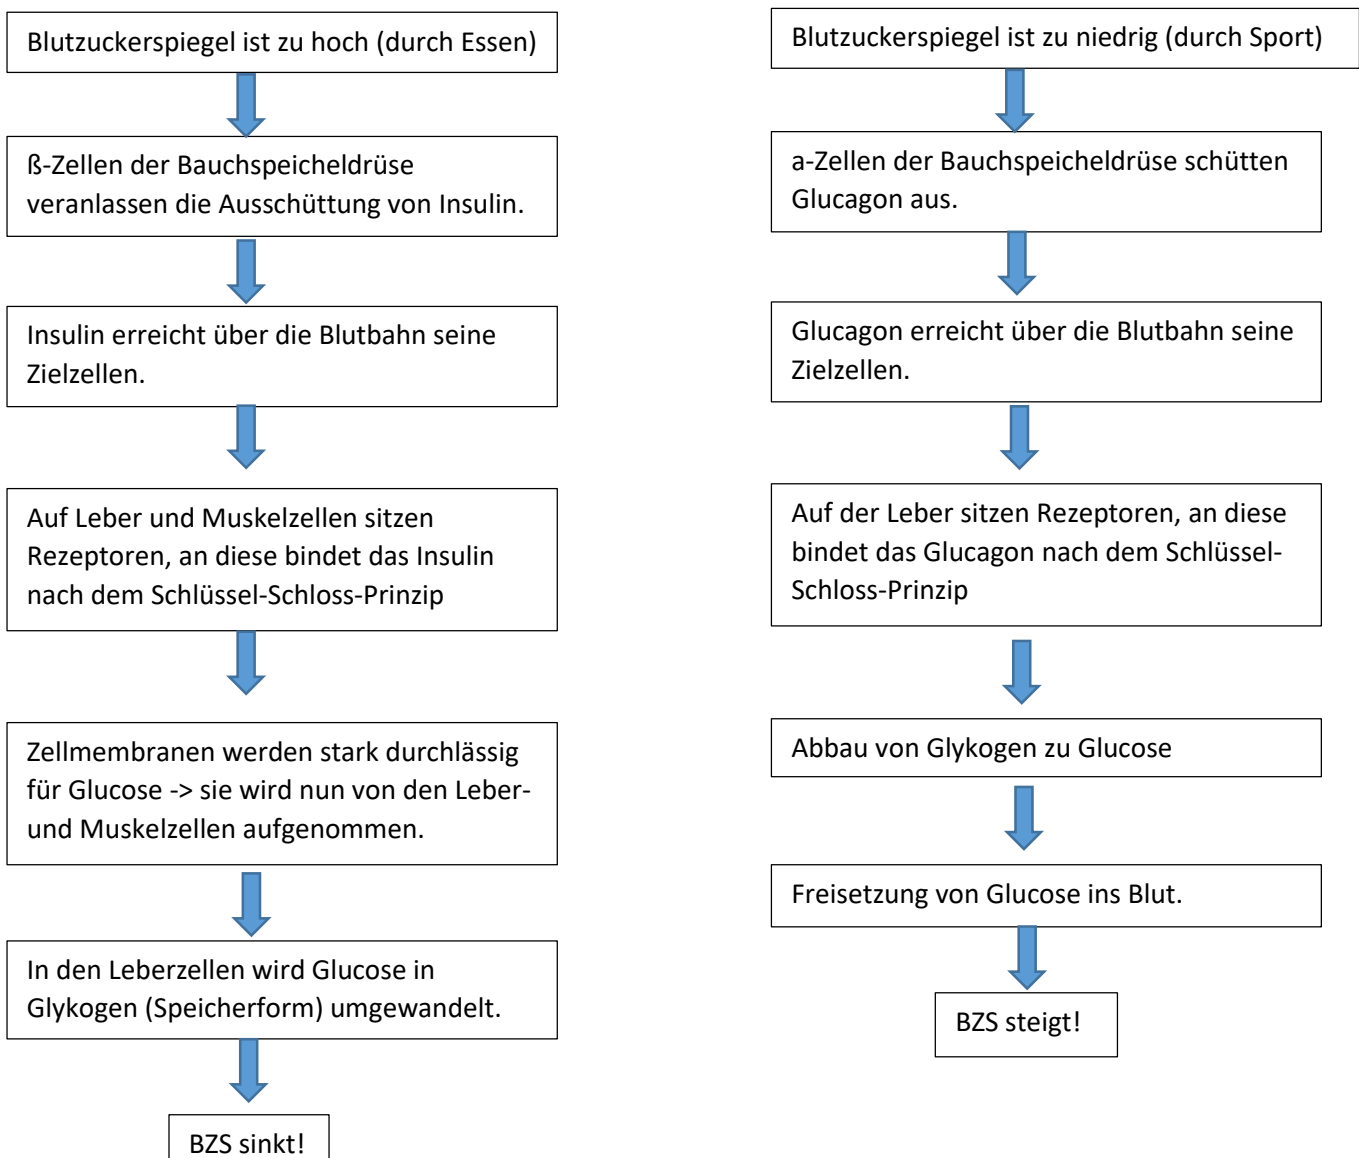 Blutzuckerspiegel ist zu hoch (durch Essen)
ß-Zellen der Bauchspeicheldrüse
veranlassen die Ausschüttung von Insulin.
Insulin erreicht über die Blutbahn seine
Zielzellen.
Auf Leber und Muskelzellen sitzen
Rezeptoren, an diese bindet das Insulin
nach dem Schlüssel-Schloss-Prinzip
Zellmembranen werden stark durchlässig
für Glucose -> sie wird nun von den Leber-
und Muskelzellen aufgenommen.
In den Leberzellen wird Glucose in
Glykogen (Speicherform) umgewandelt.
BZS sinkt!
Blutzuckerspiegel ist zu niedrig (durch Sport)
a-Zellen der Bauchspeicheldrüse schütten
Glucagon aus.
Glucagon erreicht über die Blutbahn seine
Zielzellen.
Auf der Leber sitzen Rezeptoren, an diese
bindet das Glucagon nach dem Schlüssel-
Schloss-Prinzip
Abbau von Glykogen zu Glucose
Freisetzung von Glucose ins Blut.
BZS steigt!